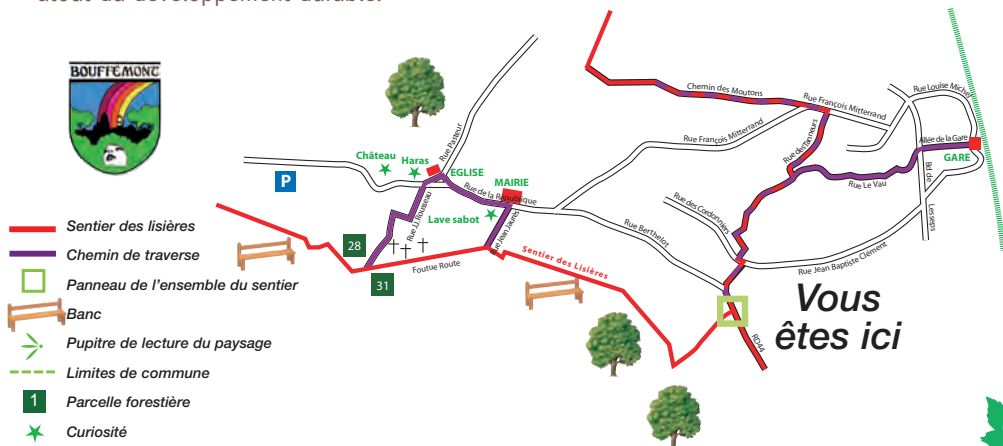 atout du développement durable.
BOUFFÉMONT
Sentier des lisières
Chemin de traverse
Panneau de l'ensemble du sentier
Banc
Pupitre de lecture du paysage
Limites de commune
1
Parcelle forestière
Curiosité
P
Château
Haras
Rue Pasteur
EGLISE
MAIRIE
Rue de la République
Lave sabot
Rue J.J. Rousseau
Rue Jean Jaurès
28
31
Foutue Route
Sentier des Lisières
Rue Berthelot
Rue des Cordonniers
Rue Jean Baptiste Clément
Chemin des Moutons
Rue François Mitterrand
Rue François Mitterrand
Rue des Tanneurs
Rue Le Vau
Rue Louise Michel
Allée de la Gare
GARE
Bd de
Les seps
Vous
êtes ici
RD44